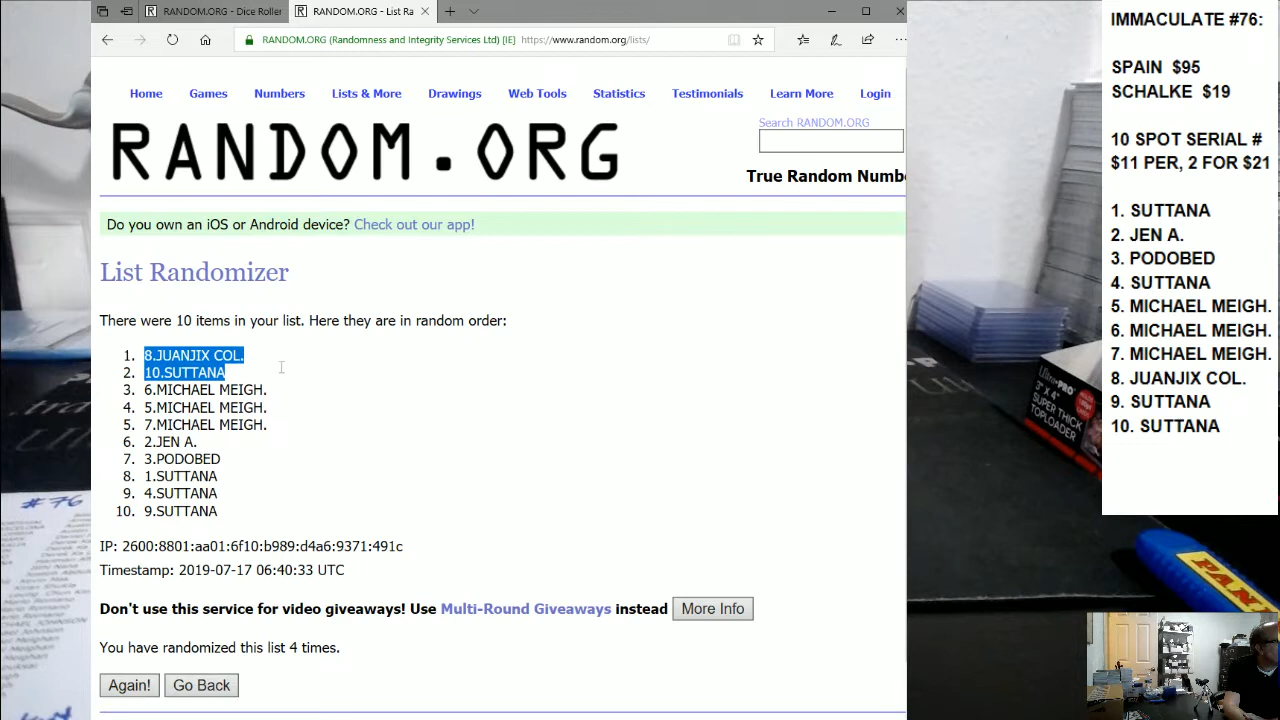 RANDOM.ORG - Dice Roller
RANDOM.ORG - List Ra
RANDOM.ORG (Randomness and Integrity Services Ltd) [IE] https://www.random.org/lists/
Home Games Numbers Lists & More Drawings Web Tools Statistics Testimonials Learn More Login
RANDOM.ORG
Search RANDOM.ORG
True Random Numbe
Do you own an iOS or Android device? Check out our app!
List Randomizer
There were 10 items in your list. Here they are in random order:
1. 8.JUANJIX COL.
2. 10.SUTTANA
3. 6.MICHAEL MEIGH.
4. 5.MICHAEL MEIGH.
5. 7.MICHAEL MEIGH.
6. 2.JEN A.
7. 3.PODOBED
8. 1.SUTTANA
9. 4.SUTTANA
10. 9.SUTTANA
IP: 2600:8801:aa01:6f10:b989:d4a6:9371:491c
Timestamp: 2019-07-17 06:40:33 UTC
Don't use this service for video giveaways! Use Multi-Round Giveaways instead More Info
You have randomized this list 4 times.
Again! Go Back
IMMACULATE #76:
SPAIN $95
SCHALKE $19
10 SPOT SERIAL #
$11 PER, 2 FOR $21
1. SUTTANA
2. JEN A.
3. PODOBED
4. SUTTANA
5. MICHAEL MEIGH.
6. MICHAEL MEIGH.
7. MICHAEL MEIGH.
8. JUANJIX COL.
9. SUTTANA
10. SUTTANA
Ultra-PRO
3" X 4"
SUPER THICK
TOPLOADER
PANI
#76